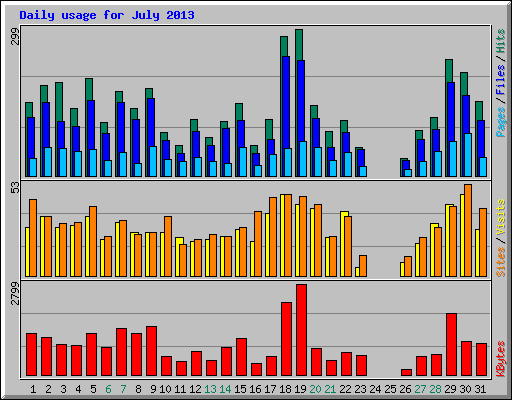 Daily usage for July 2013
299
Pages / Files / Hits
53
Sites / Visits
2799
KBytes
1 2 3 4 5 6 7 8 9 10 11 12 13 14 15 16 17 18 19 20 21 22 23 24 25 26 27 28 29 30 31